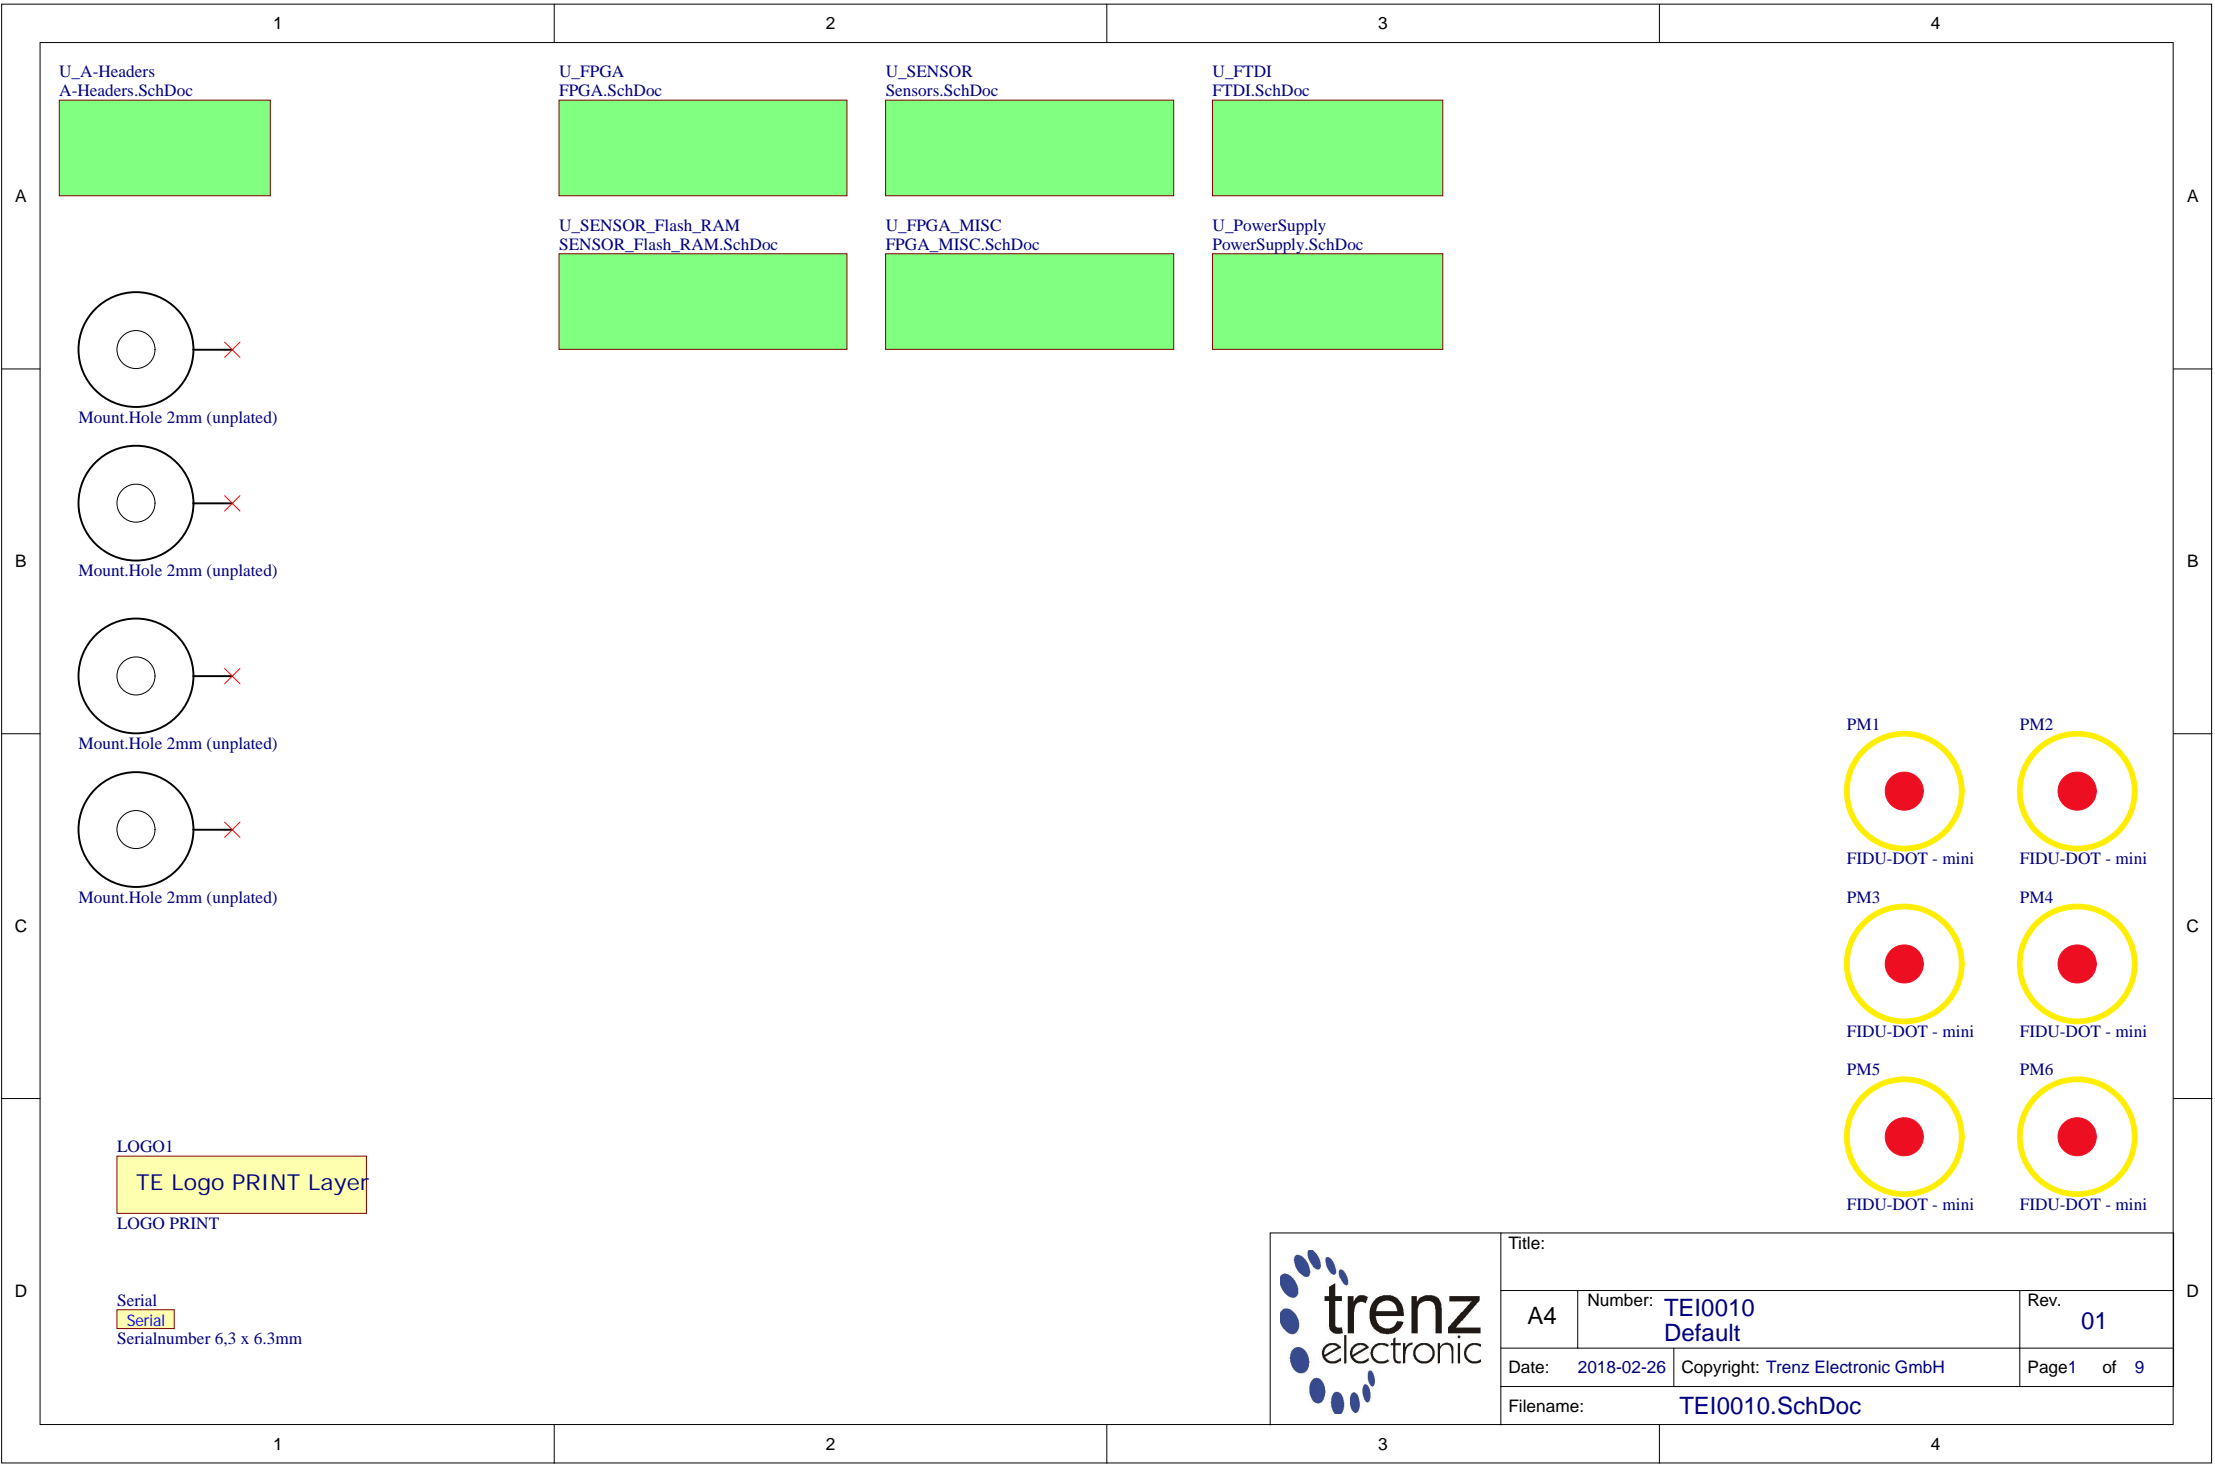 1 2 3 4
U_A-Headers
A-Headers.SchDoc
U_FPGA
FPGA.SchDoc
U_SENSOR
Sensors.SchDoc
U_FTDI
FTDI.SchDoc
A A
U_SENSOR_Flash_RAM
SENSOR_Flash_RAM.SchDoc
U_FPGA_MISC
FPGA_MISC.SchDoc
U_PowerSupply
PowerSupply.SchDoc
Mount.Hole 2mm (unplated)
B B
Mount.Hole 2mm (unplated)
Mount.Hole 2mm (unplated)
Mount.Hole 2mm (unplated)
PM1 PM2
FIDU-DOT - mini FIDU-DOT - mini
PM3 PM4
C C
FIDU-DOT - mini FIDU-DOT - mini
PM5 PM6
FIDU-DOT - mini FIDU-DOT - mini
LOGO1
TE Logo PRINT Layer
LOGO PRINT
D D
Serial
Serial
Serialnumber 6,3 x 6.3mm
trenz
electronic
Title:
A4 Number: TEI0010
Default
Rev.
01
Date: 2018-02-26 Copyright: Trenz Electronic GmbH Page1 of 9
Filename: TEI0010.SchDoc
1 2 3 4